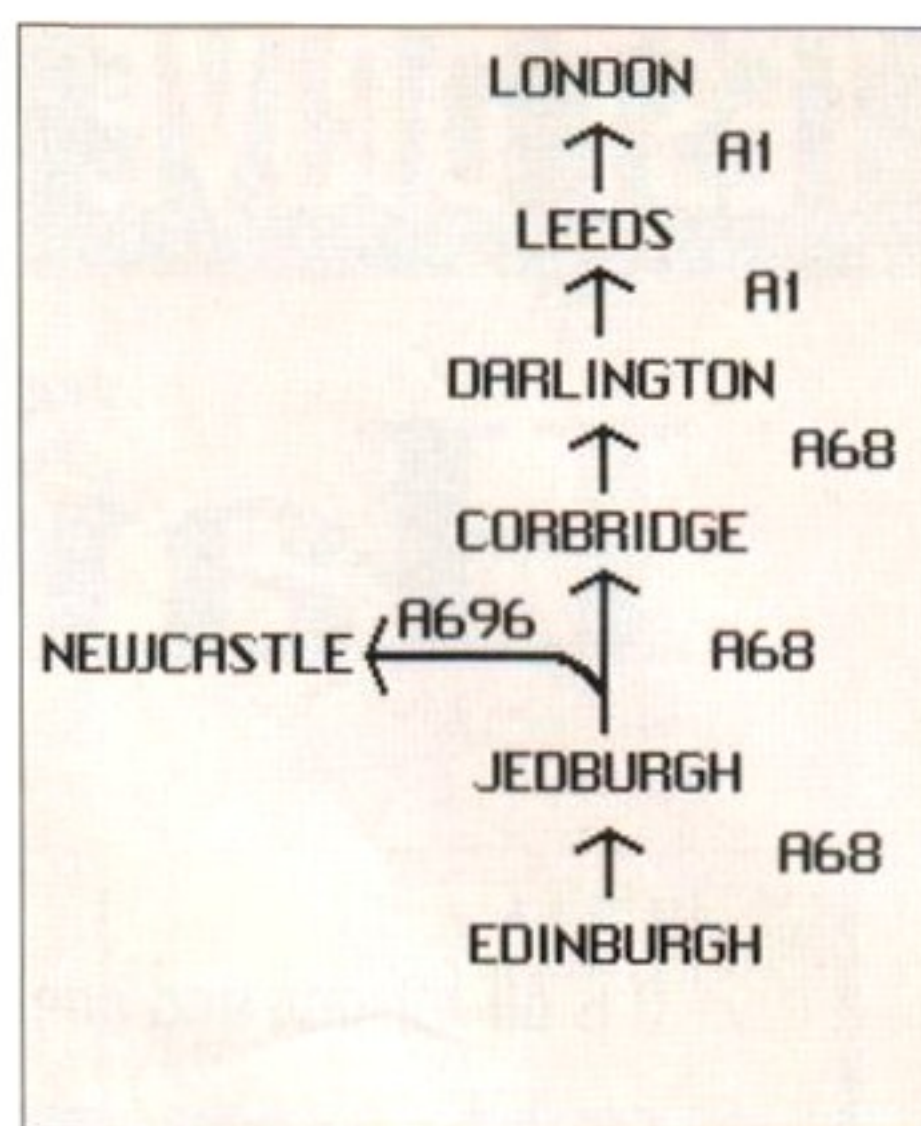 LONDON
A1
LEEDS
A1
DARLINGTON
A68
CORBRIDGE
A696
NEWCASTLE
A68
JEDBURGH
A68
EDINBURGH